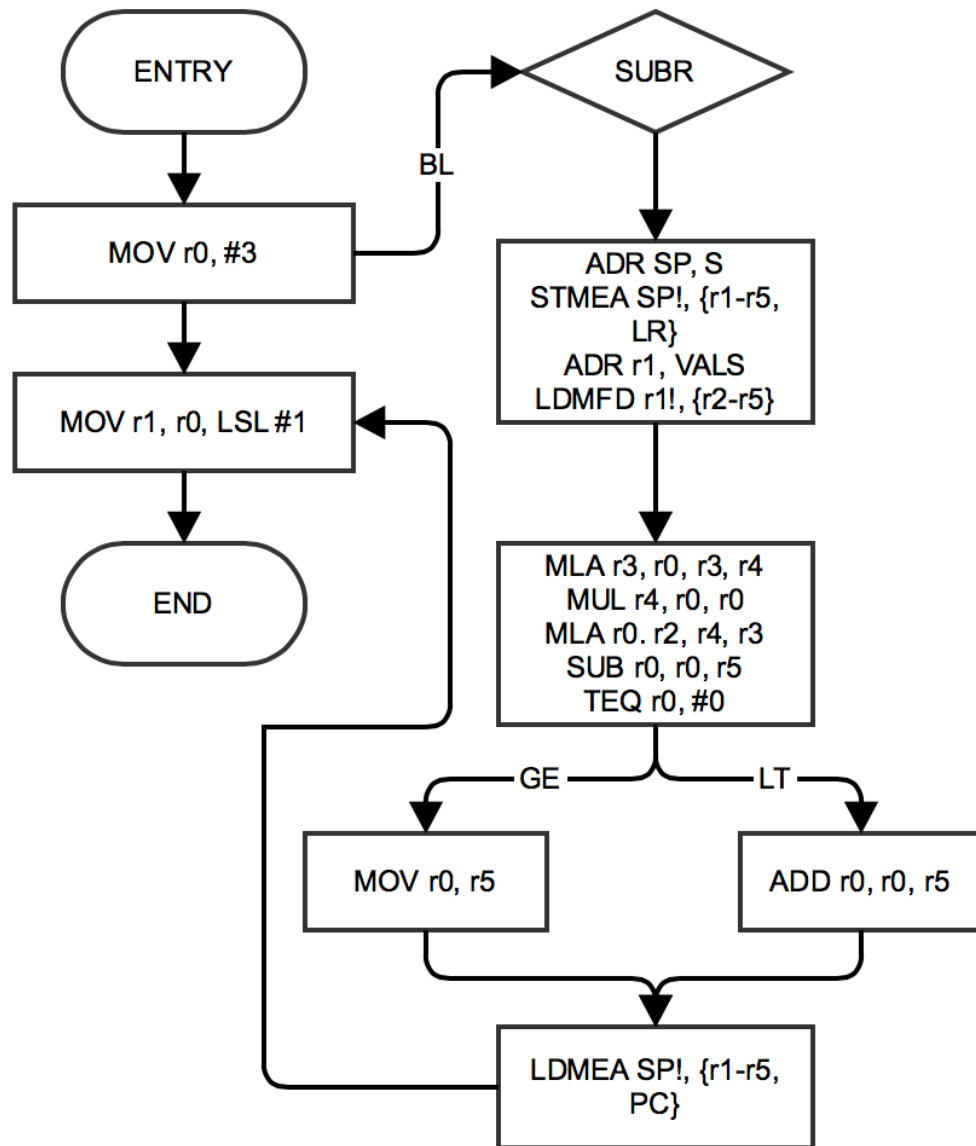 ENTRY
MOV r0, #3
MOV r1, r0, LSL #1
END
BL
SUBR
ADR SP, S
STMEA SP!, {r1-r5,
LR}
ADR r1, VALS
LDMFD r1!, {r2-r5}
MLA r3, r0, r3, r4
MUL r4, r0, r0
MLA r0. r2, r4, r3
SUB r0, r0, r5
TEQ r0, #0
GE
LT
MOV r0, r5
ADD r0, r0, r5
LDMEA SP!, {r1-r5,
PC}